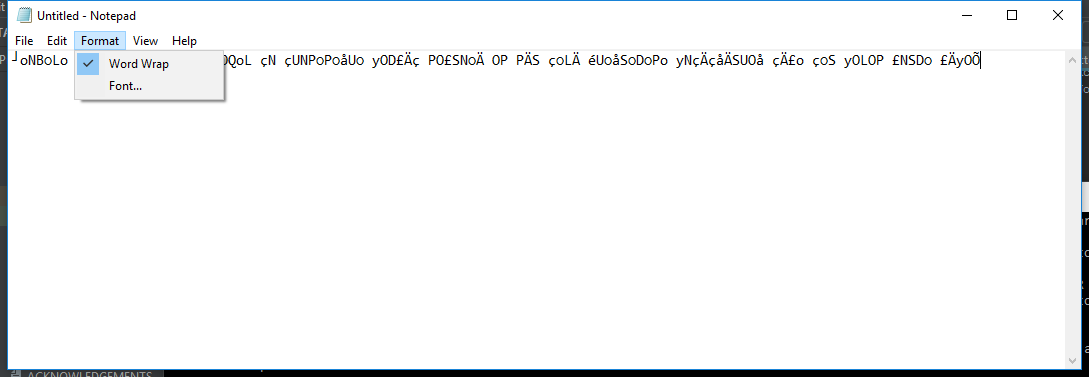 Untitled - Notepad
File Edit Format View Help
┘oNBoLo QoL çN çUNPoPoåUo yOD£Äç PO£SNoÄ OP PÄS çoLÄ éUoåSoDoPo yNçÄçåÄSUOå çÄ£o çoS yOLOP £NSDo £ÄyOÕ
Word Wrap
Font...
ACKNOWLEDGEMENTS